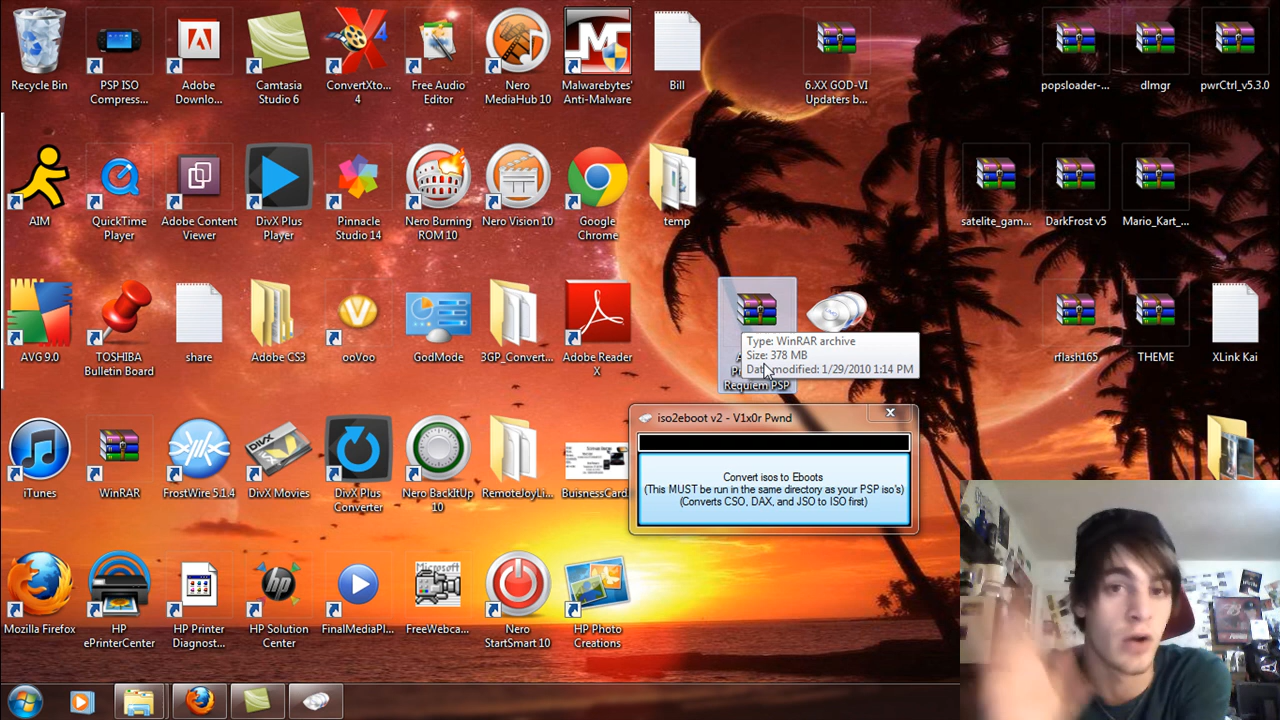 Recycle Bin
PSP ISO
Compress...
Adobe
Downlo...
Camtasia
Studio 6
ConvertXto...
4
Free Audio
Editor
Nero
MediaHub 10
Malwarebytes'
Anti-Malware
Bill
6.XX GOD-VI
Updaters b...
popsloader-...
dlmgr
pwrCtrl_v5.3.0
AIM
QuickTime
Player
Adobe Content
Viewer
DivX Plus
Player
Pinnacle
Studio 14
Nero Burning
ROM 10
Nero Vision 10
Google
Chrome
temp
satelite_gam...
DarkFrost v5
Mario_Kart_...
AVG 9.0
TOSHIBA
Bulletin Board
share
Adobe CS3
ooVoo
GodMode
3GP_Convert...
Adobe Reader
X
Requiem PSP
Type: WinRAR archive
Size: 378 MB
Date modified: 1/29/2010 1:14 PM
rflash165
THEME
XLink Kai
iTunes
WinRAR
FrostWire 5.1.4
DivX Movies
DivX Plus
Converter
Nero BackItUp
10
RemoteJoyLi...
BuisnessCard
iso2eboot v2 - V1x0r Pwnd
Convert isos to Eboots
(This MUST be run in the same directory as your PSP iso's)
(Converts CSO, DAX, and JSO to ISO first)
Mozilla Firefox
HP
ePrinterCenter
HP Printer
Diagnost...
HP Solution
Center
FinalMediaPl...
Microsoft
FreeWebca...
Nero
StartSmart 10
HP Photo
Creations